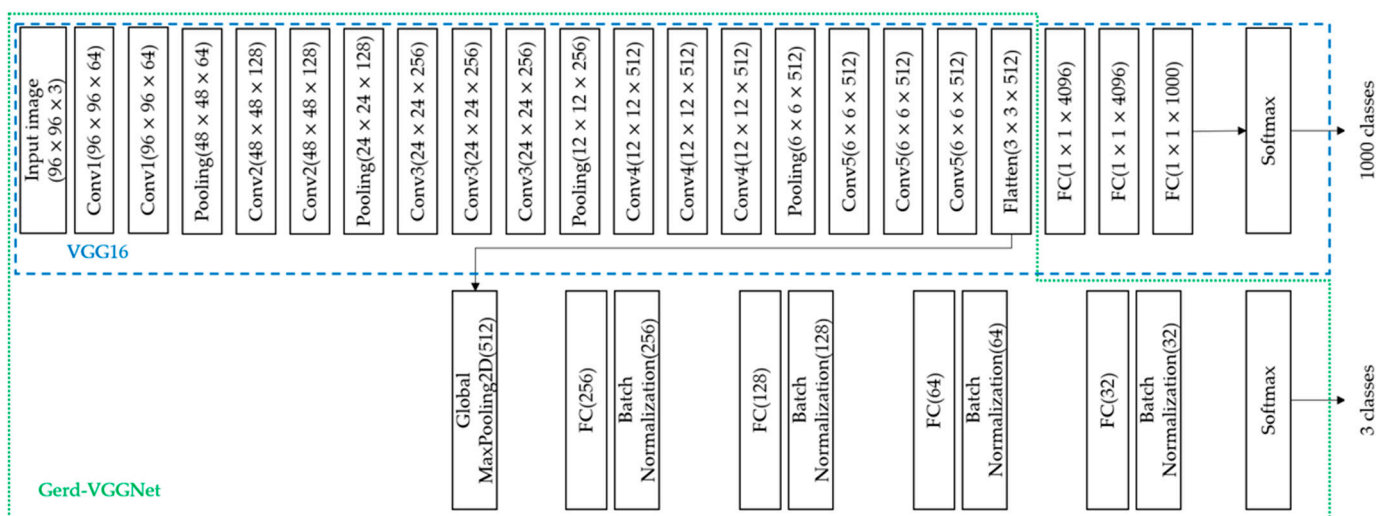 Input image
(96 × 96 × 3)
Conv1(96 × 96 × 64)
Conv1(96 × 96 × 64)
Pooling(48 × 48 × 64)
Conv2(48 × 48 × 128)
Conv2(48 × 48 × 128)
Pooling(24 × 24 × 128)
Conv3(24 × 24 × 256)
Conv3(24 × 24 × 256)
Conv3(24 × 24 × 256)
Pooling(12 × 12 × 256)
Conv4(12 × 12 × 512)
Conv4(12 × 12 × 512)
Conv4(12 × 12 × 512)
Pooling(6 × 6 × 512)
Conv5(6 × 6 × 512)
Conv5(6 × 6 × 512)
Conv5(6 × 6 × 512)
Flatten(3 × 3 × 512)
FC(1 × 1 × 4096)
FC(1 × 1 × 4096)
FC(1 × 1 × 1000)
Softmax
1000 classes
VGG16
Global
MaxPooling2D(512)
FC(256)
Batch
Normalization(256)
FC(128)
Batch
Normalization(128)
FC(64)
Batch
Normalization(64)
FC(32)
Batch
Normalization(32)
Softmax
3 classes
Gerd-VGGNet